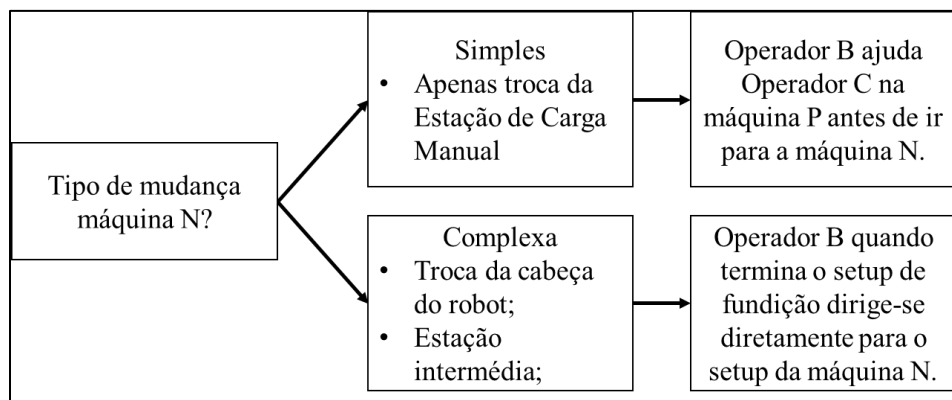 Tipo de mudança
máquina N?
Simples
• Apenas troca da
Estação de Carga
Manual
Operador B ajuda
Operador C na
máquina P antes de ir
para a máquina N.
Complexa
• Troca da cabeça
do robot;
• Estação
intermédia;
Operador B quando
termina o setup de
fundição dirige-se
diretamente para o
setup da máquina N.